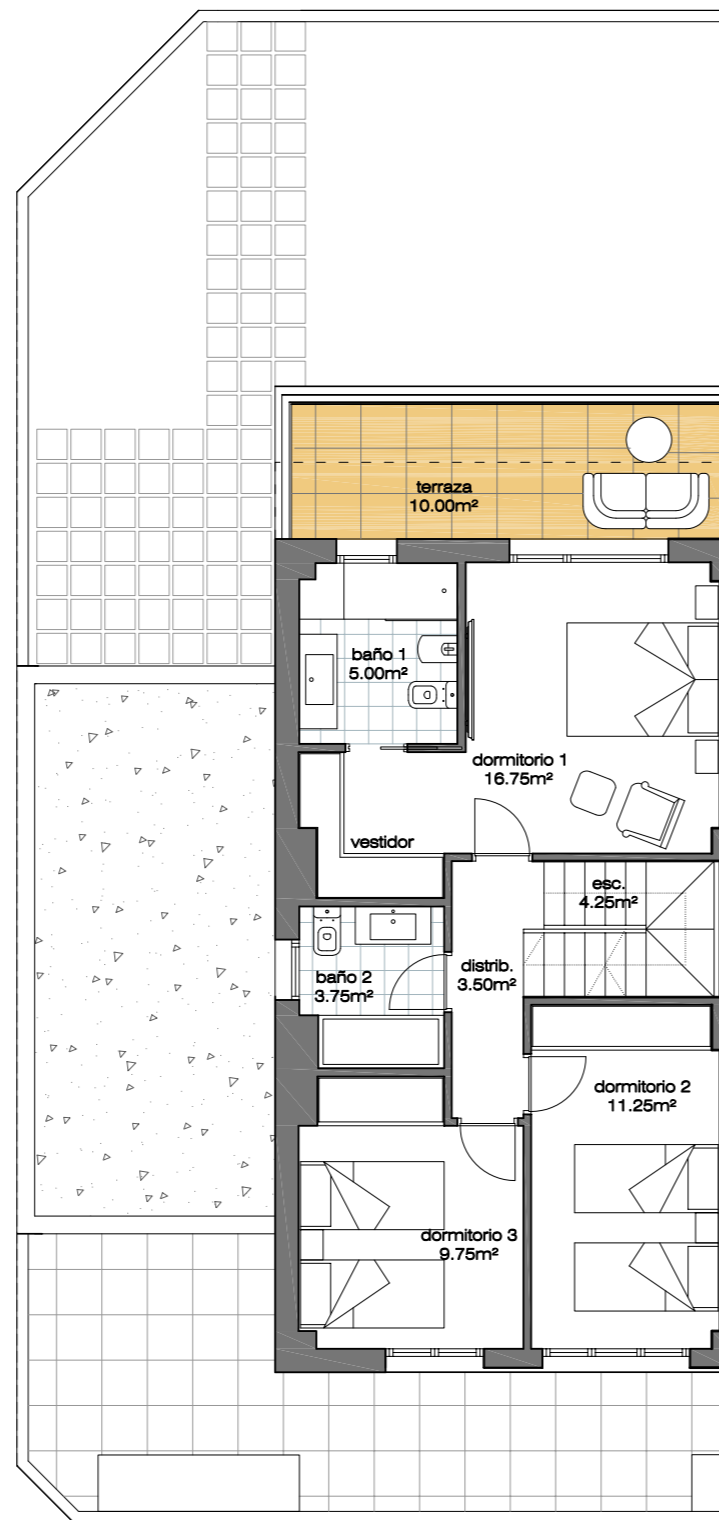 terraza
10.00m²
baño 1
5.00m²
dormitorio 1
16.75m²
vestidor
esc.
4.25m²
baño 2
3.75m²
distrib.
3.50m²
dormitorio 2
11.25m²
dormitorio 3
9.75m²